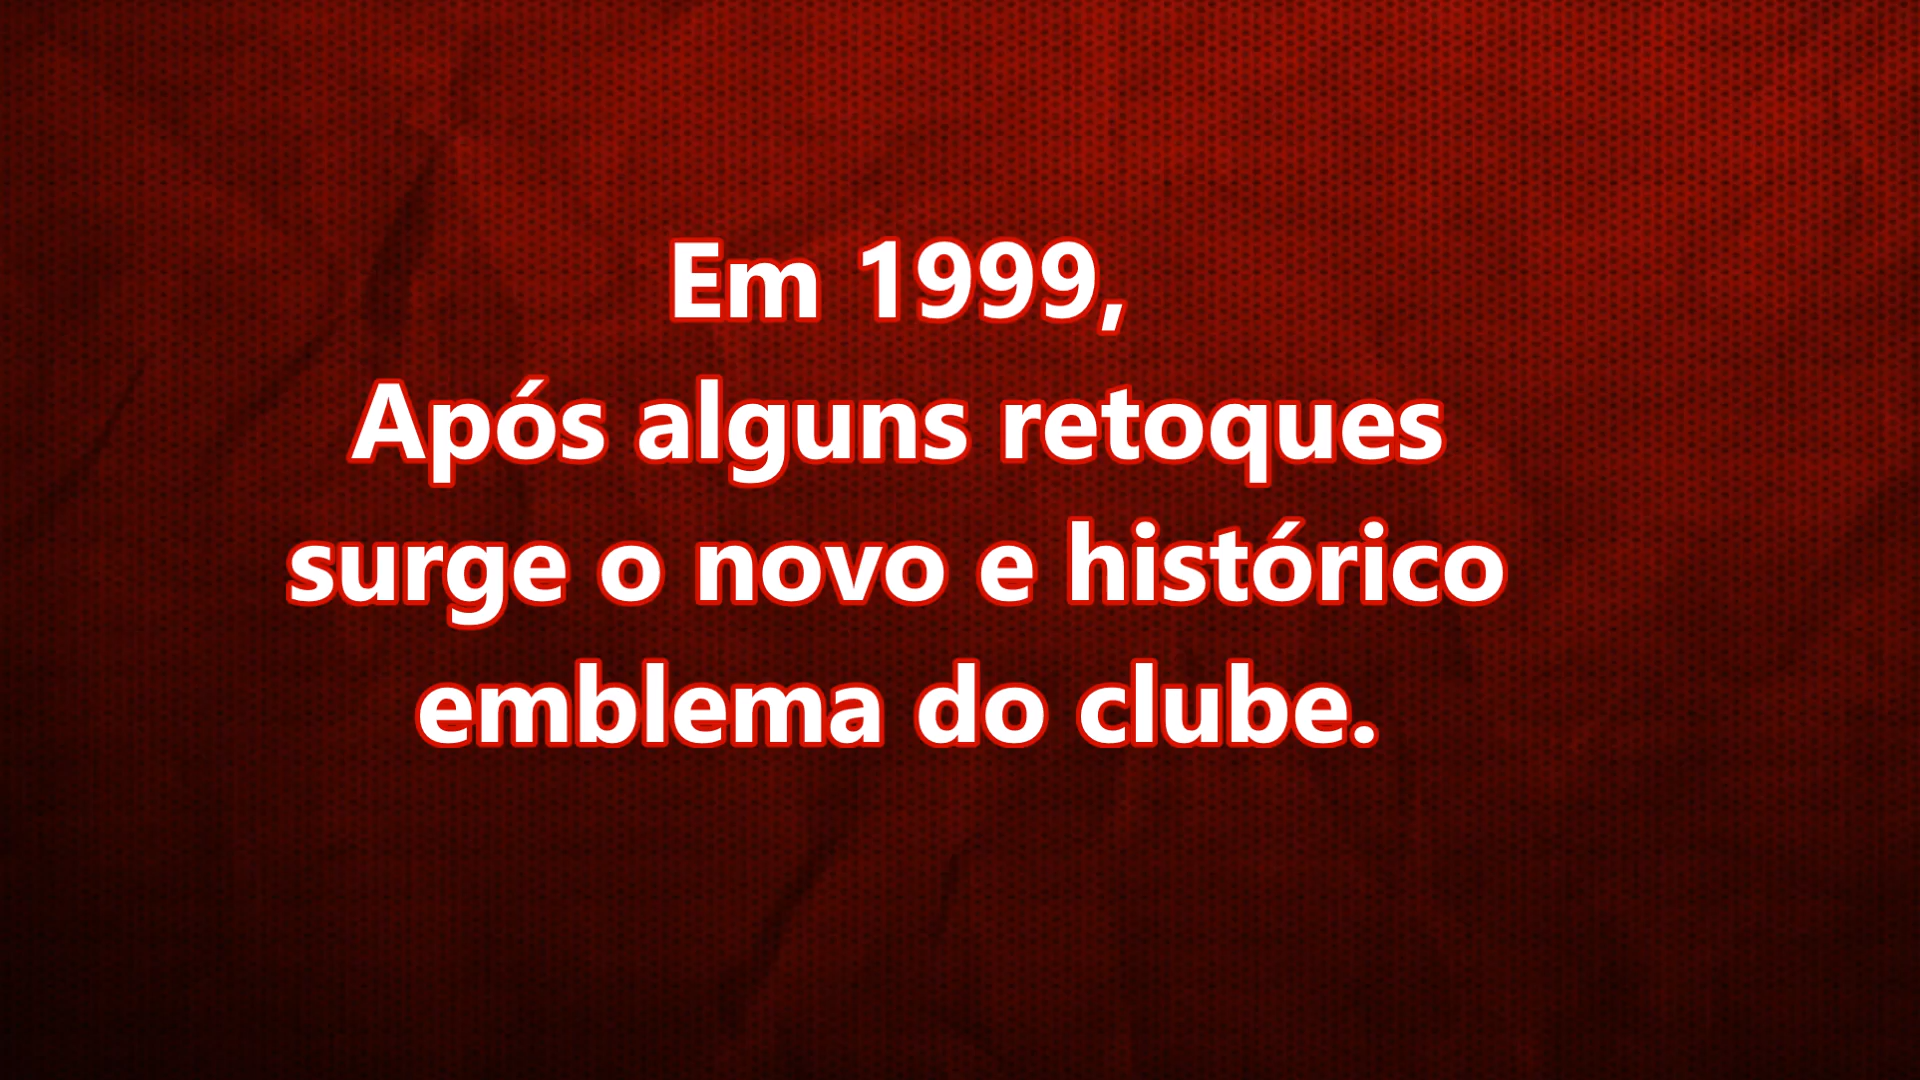 Em 1999,
Após alguns retoques
surge o novo e histórico
emblema do clube.